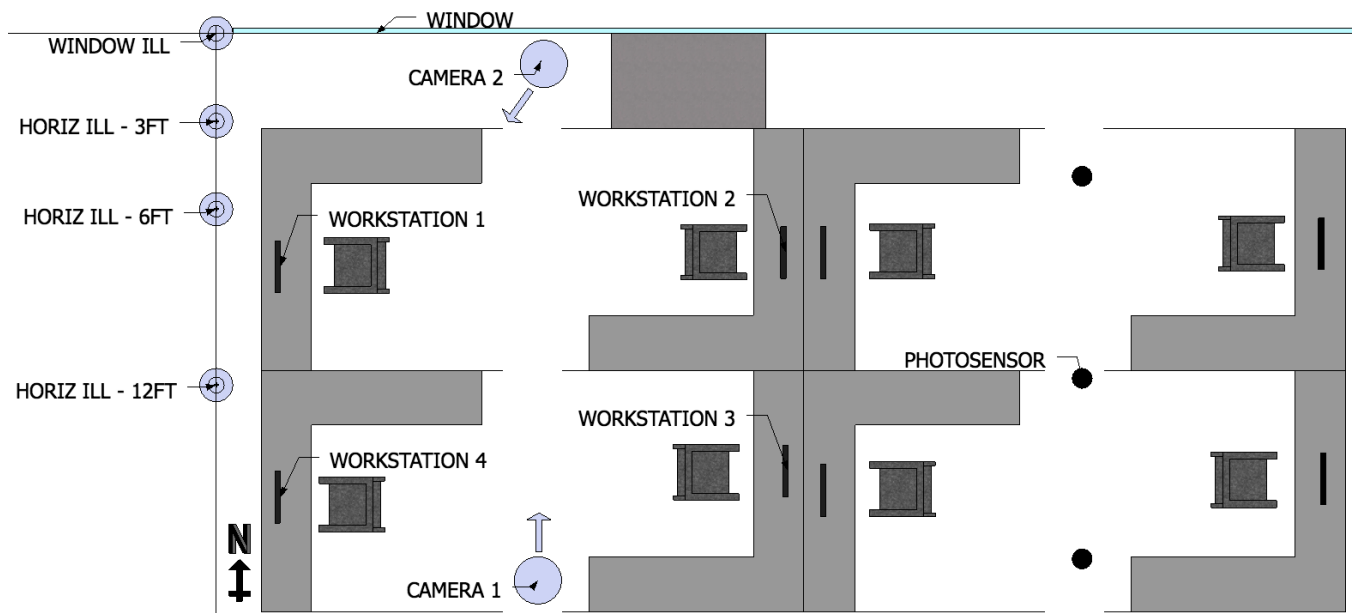 WINDOW
WINDOW ILL
CAMERA 2
HORIZ ILL - 3FT
HORIZ ILL - 6FT
WORKSTATION 1
WORKSTATION 2
PHOTOSENSOR
HORIZ ILL - 12FT
WORKSTATION 3
WORKSTATION 4
N
CAMERA 1